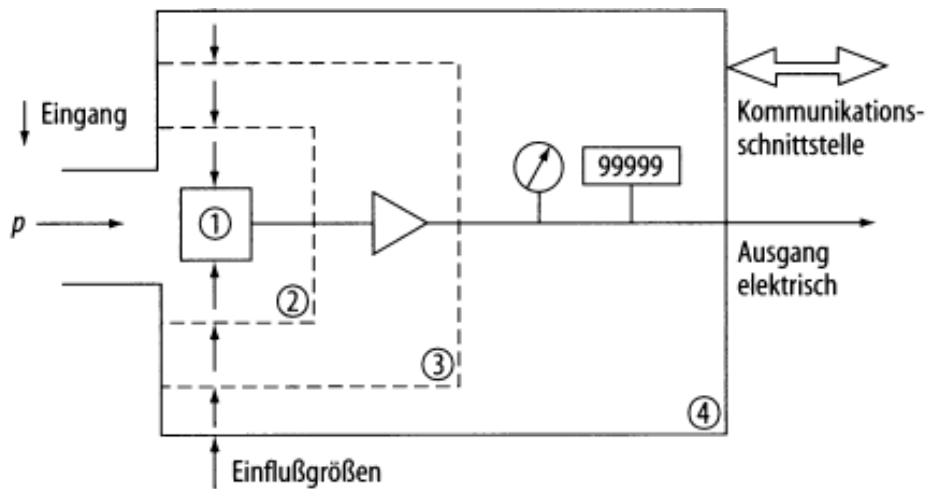 Eingang
Kommunikations-
schnittstelle
99999
p
①
Ausgang
elektrisch
②
③
④
Einflußgrößen